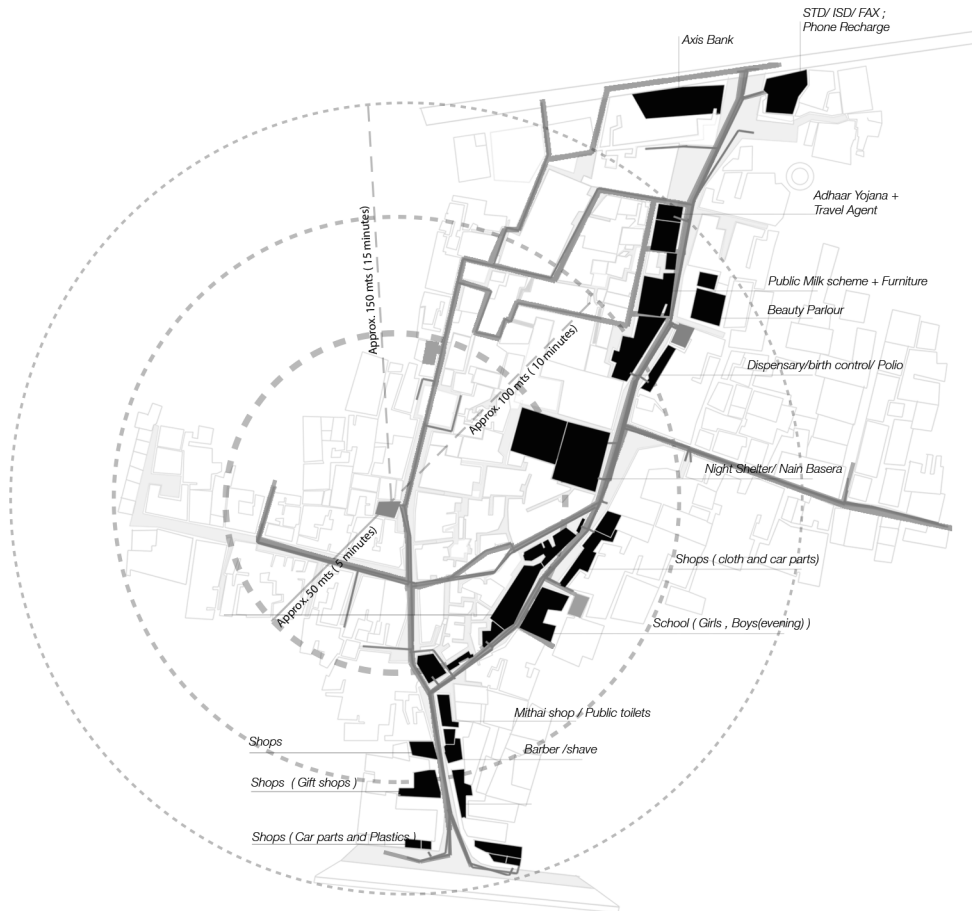 STD/ ISD/ FAX ;
Phone Recharge
Axis Bank
Adhaar Yojana +
Travel Agent
Approx. 150 mts ( 15 minutes)
Public Milk scheme + Furniture
Beauty Parlour
Approx. 100 mts ( 10 minutes)
Dispensary/birth control/ Polio
Night Shelter/ Nain Basera
Approx. 50 mts ( 5 minutes)
Shops ( cloth and car parts)
School ( Girls , Boys(evening) )
Mithai shop / Public toilets
Shops
Barber /shave
Shops ( Gift shops )
Shops ( Car parts and Plastics )